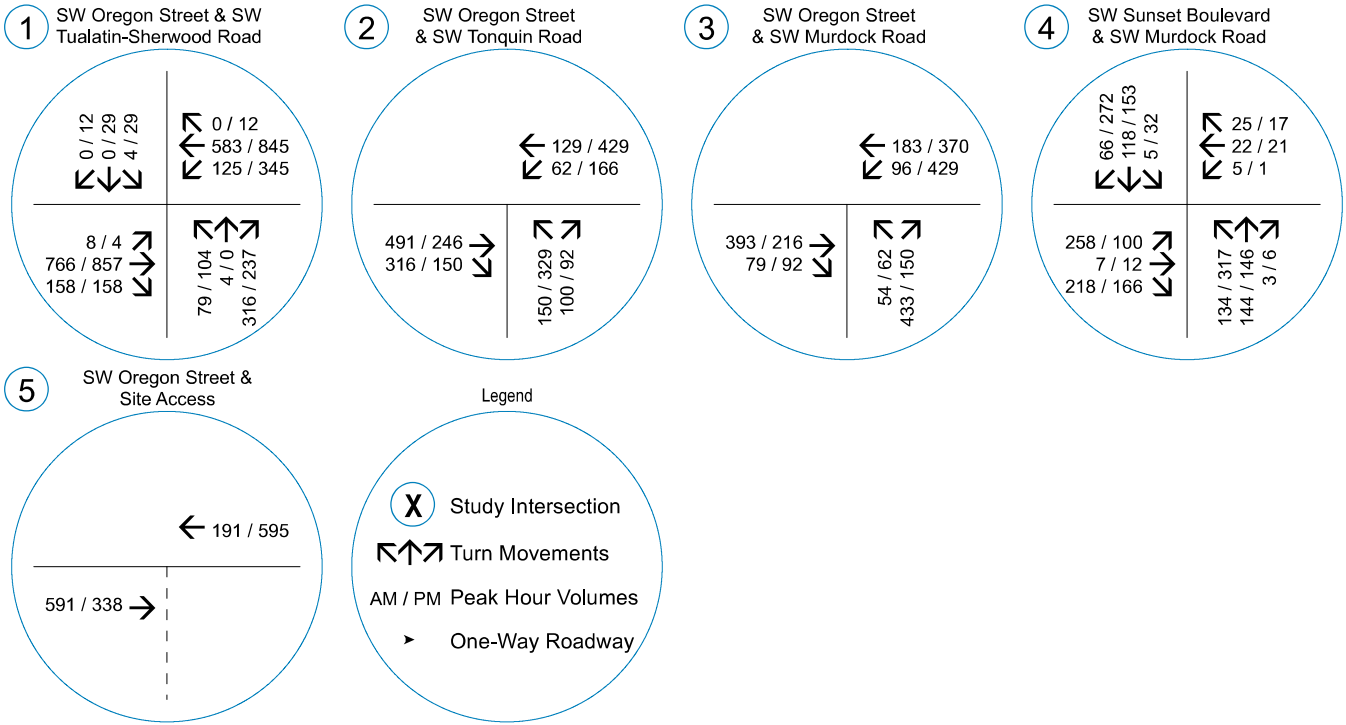 1
SW Oregon Street & SW
Tualatin-Sherwood Road
0 / 12
0 / 29
4 / 29
0 / 12
583 / 845
125 / 345
8 / 4
766 / 857
158 / 158
79 / 104
4 / 0
316 / 237
2
SW Oregon Street
& SW Tonquin Road
129 / 429
62 / 166
491 / 246
316 / 150
150 / 329
100 / 92
3
SW Oregon Street
& SW Murdock Road
183 / 370
96 / 429
393 / 216
79 / 92
54 / 62
433 / 150
4
SW Sunset Boulevard
& SW Murdock Road
66 / 272
118 / 153
5 / 32
25 / 17
22 / 21
5 / 1
258 / 100
7 / 12
218 / 166
134 / 317
144 / 146
3 / 6
5
SW Oregon Street &
Site Access
191 / 595
591 / 338
Legend
X Study Intersection
Turn Movements
AM / PM Peak Hour Volumes
One-Way Roadway